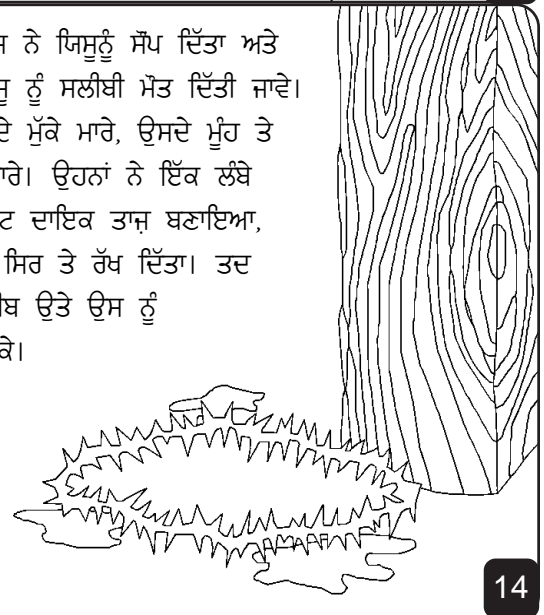 ਨੇ ਯਿਸੂਨੂੰ ਸੌਂਪ ਦਿੱਤਾ ਅਤੇ
ਨੂੰ ਸਲੀਬੀ ਮੌਤ ਦਿੱਤੀ ਜਾਵੇ।
ਦੇ ਮੁੱਕੇ ਮਾਰੇ, ਉਸਦੇ ਮੂੰਹ ਤੇ
ਉਹਨਾਂ ਨੇ ਇੱਕ ਲੰਬੇ
ਦਾਇਕ ਤਾਜ਼ ਬਣਾਇਆ,
ਸਿਰ ਤੇ ਰੱਖ ਦਿੱਤਾ। ਤਦ
ਉਤੇ ਉਸ ਨੂੰ
14